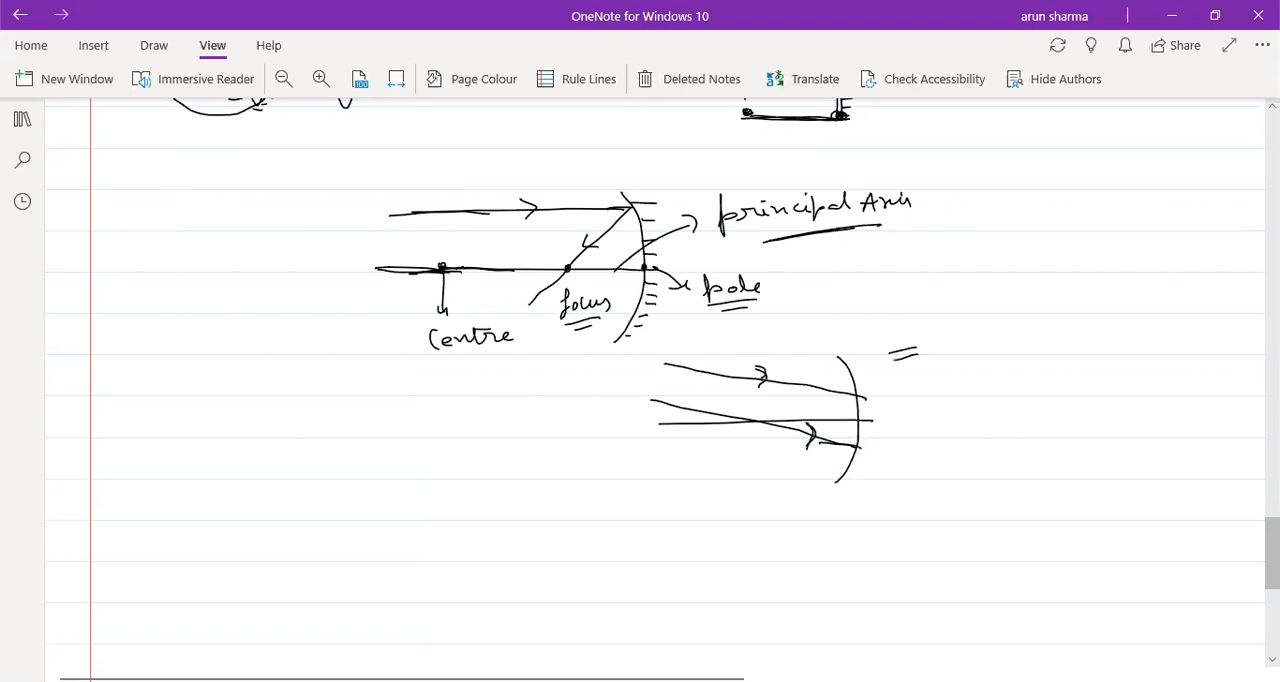 OneNote for Windows 10
arun sharma
Home Insert Draw View Help
Share
New Window Immersive Reader Page Colour Rule Lines Deleted Notes Translate Check Accessibility Hide Authors
principal Axis
pole
focus
Centre